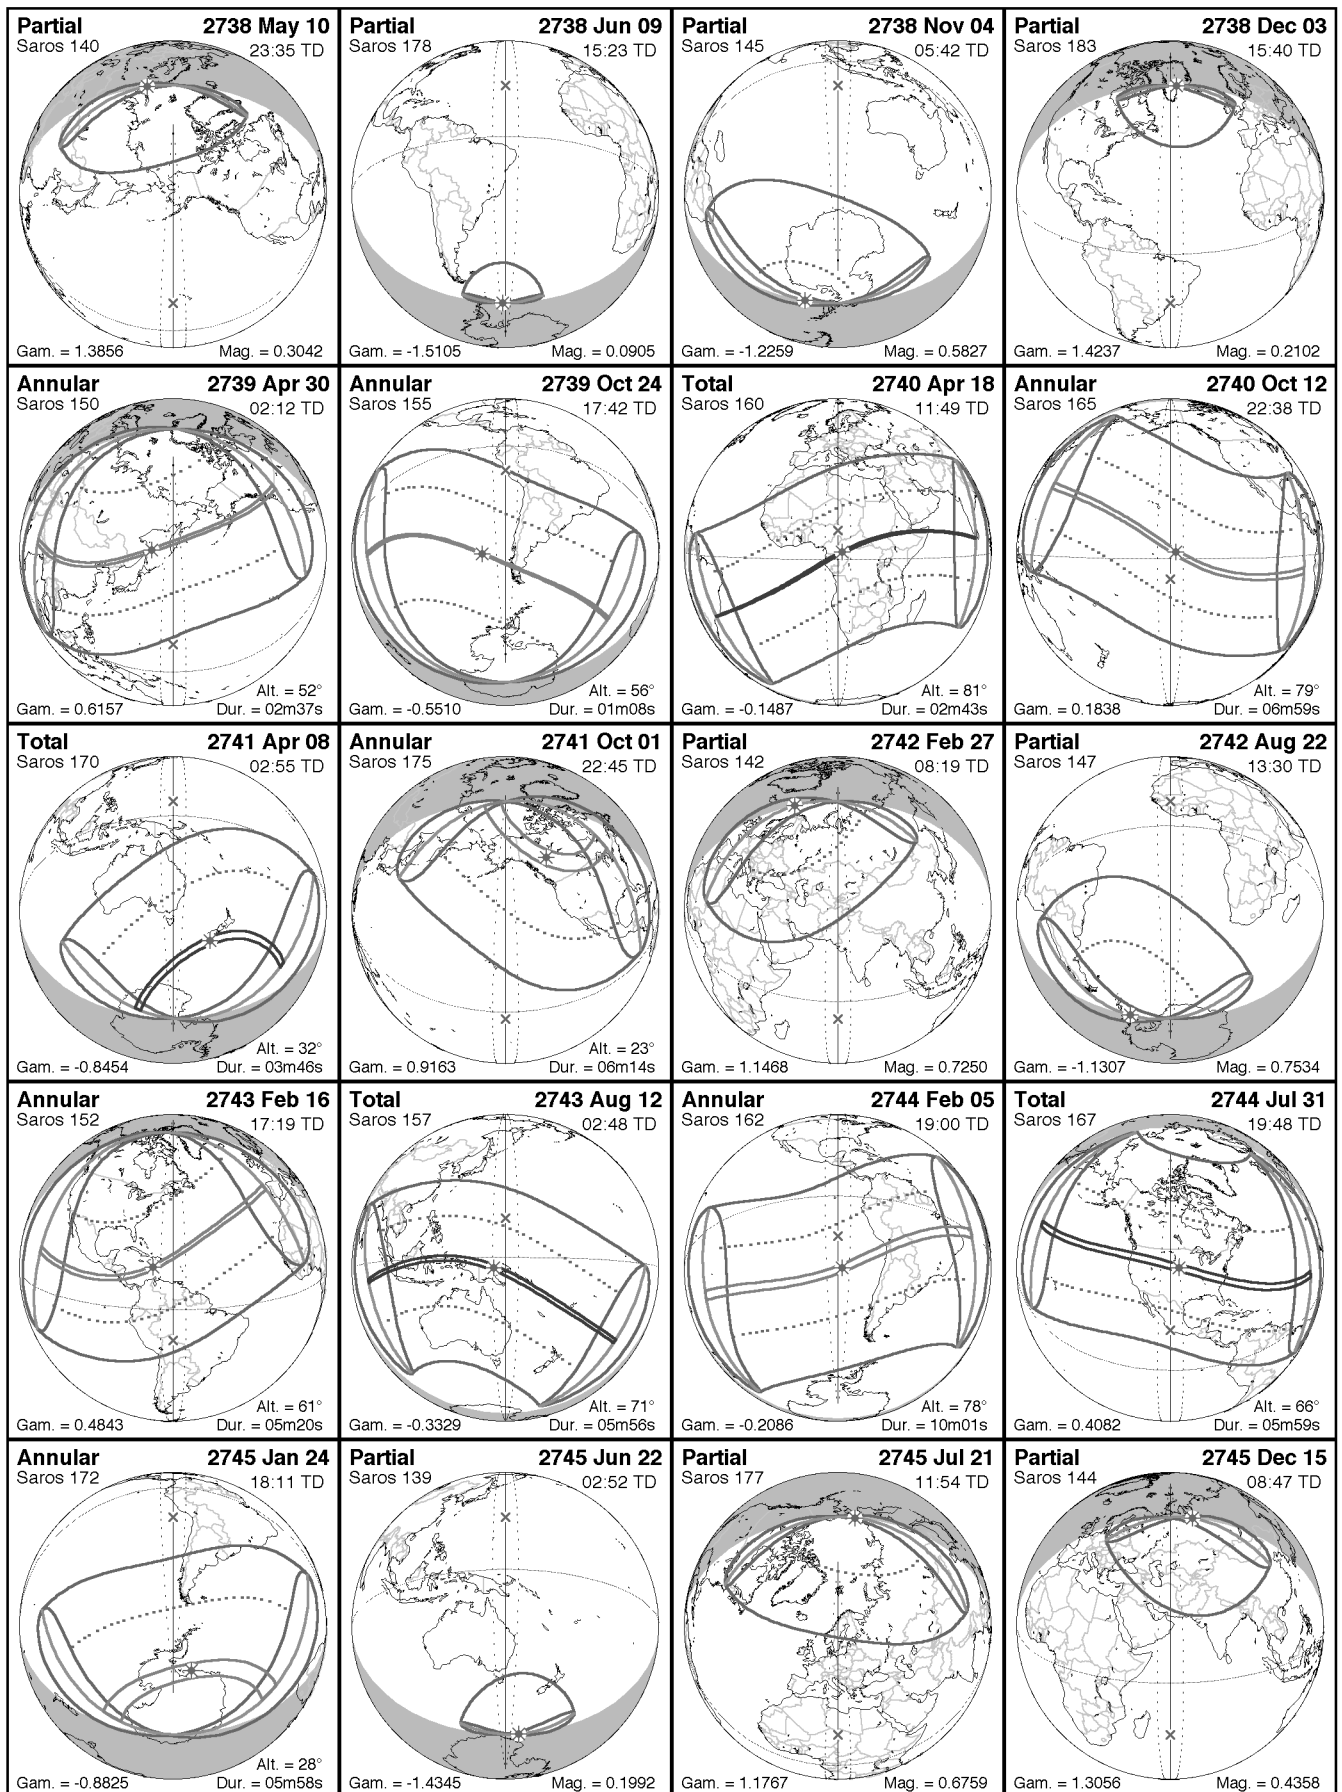 Partial 2738 May 10
Saros 140 23:35 TD
Gam. = 1.3856 Mag. = 0.3042
Partial 2738 Jun 09
Saros 178 15:23 TD
Gam. = -1.5105 Mag. = 0.0905
Partial 2738 Nov 04
Saros 145 05:42 TD
Gam. = -1.2259 Mag. = 0.5827
Partial 2738 Dec 03
Saros 183 15:40 TD
Gam. = 1.4237 Mag. = 0.2102
Annular 2739 Apr 30
Saros 150 02:12 TD
Alt. = 52°
Gam. = 0.6157 Dur. = 02m37s
Annular 2739 Oct 24
Saros 155 17:42 TD
Alt. = 56°
Gam. = -0.5510 Dur. = 01m08s
Total 2740 Apr 18
Saros 160 11:49 TD
Alt. = 81°
Gam. = -0.1487 Dur. = 02m43s
Annular 2740 Oct 12
Saros 165 22:38 TD
Alt. = 79°
Gam. = 0.1838 Dur. = 06m59s
Total 2741 Apr 08
Saros 170 02:55 TD
Alt. = 32°
Gam. = -0.8454 Dur. = 03m46s
Annular 2741 Oct 01
Saros 175 22:45 TD
Alt. = 23°
Gam. = 0.9163 Dur. = 06m14s
Partial 2742 Feb 27
Saros 142 08:19 TD
Gam. = 1.1468 Mag. = 0.7250
Partial 2742 Aug 22
Saros 147 13:30 TD
Gam. = -1.1307 Mag. = 0.7534
Annular 2743 Feb 16
Saros 152 17:19 TD
Alt. = 61°
Gam. = 0.4843 Dur. = 05m20s
Total 2743 Aug 12
Saros 157 02:48 TD
Alt. = 71°
Gam. = -0.3329 Dur. = 05m56s
Annular 2744 Feb 05
Saros 162 19:00 TD
Alt. = 78°
Gam. = -0.2086 Dur. = 10m01s
Total 2744 Jul 31
Saros 167 19:48 TD
Alt. = 66°
Gam. = 0.4082 Dur. = 05m59s
Annular 2745 Jan 24
Saros 172 18:11 TD
Alt. = 28°
Gam. = -0.8825 Dur. = 05m58s
Partial 2745 Jun 22
Saros 139 02:52 TD
Gam. = -1.4345 Mag. = 0.1992
Partial 2745 Jul 21
Saros 177 11:54 TD
Gam. = 1.1767 Mag. = 0.6759
Partial 2745 Dec 15
Saros 144 08:47 TD
Gam. = 1.3056 Mag. = 0.4358